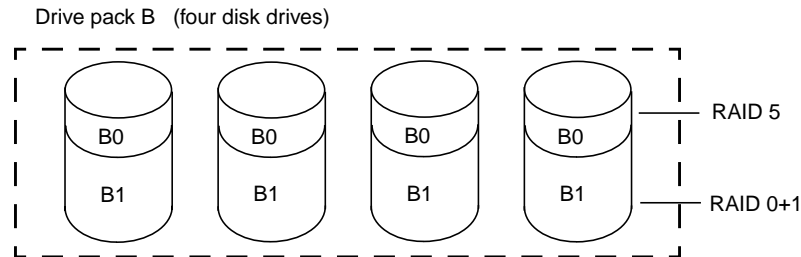 Drive pack B (four disk drives)
B0 B0 B0 B0
RAID 5
B1 B1 B1 B1
RAID 0+1